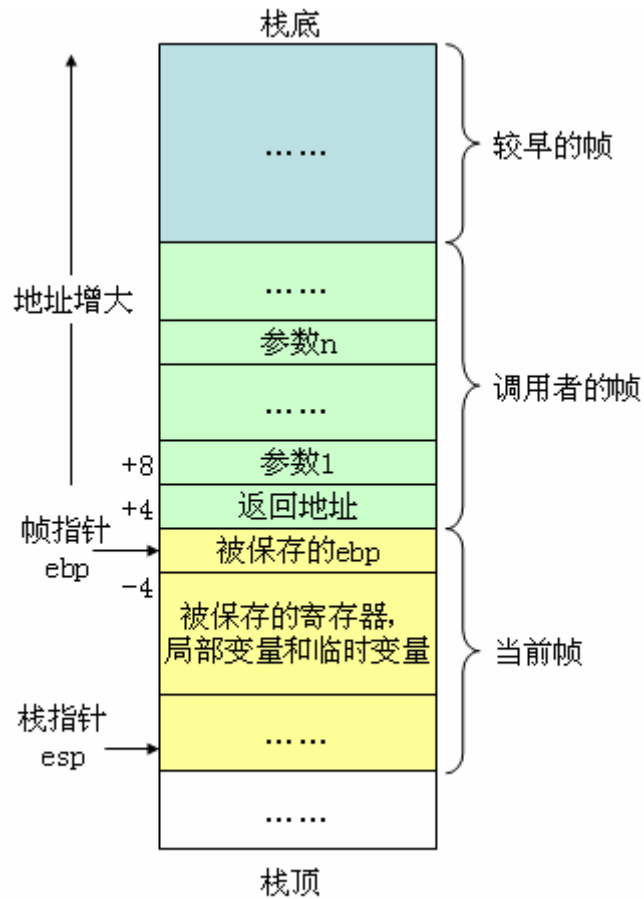 栈底
……
较早的帧
……
地址增大
参数n
……
调用者的帧
+8
参数1
+4
返回地址
帧指针
ebp
被保存的ebp
-4
被保存的寄存器,
局部变量和临时变量
当前帧
栈指针
esp
……
……
栈顶